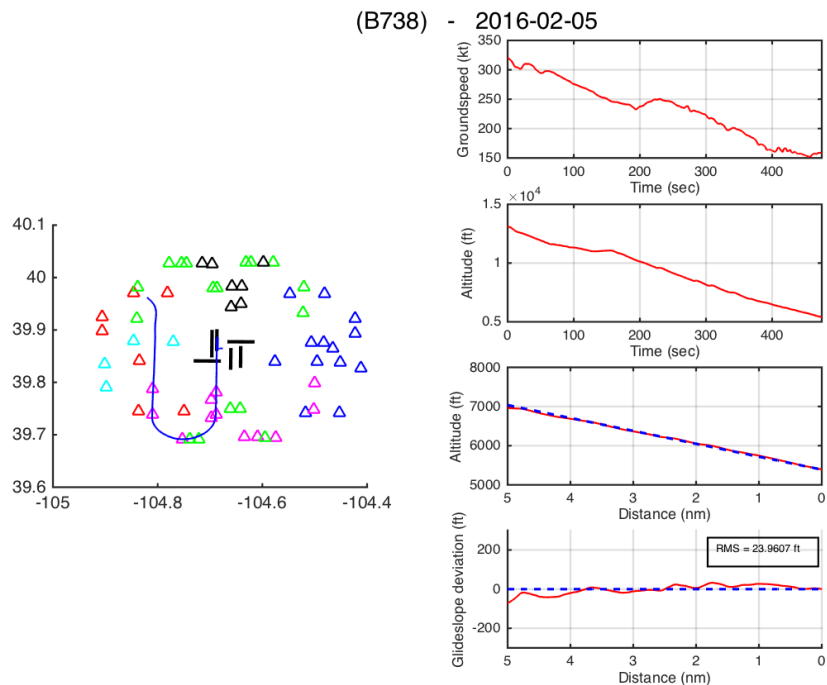 (B738) - 2016-02-05
40.1
40
39.9
39.8
39.7
39.6
-105
-104.8
-104.6
-104.4
350
300
250
200
150
Groundspeed (kt)
0 100 200 300 400
Time (sec)
×10^4
1.5
1
0.5
Altitude (ft)
0 100 200 300 400
Time (sec)
8000
7000
6000
5000
Altitude (ft)
5 4 3 2 1 0
Distance (nm)
200
0
-200
Glideslope deviation (ft)
RMS = 23.9607 ft
5 4 3 2 1 0
Distance (nm)